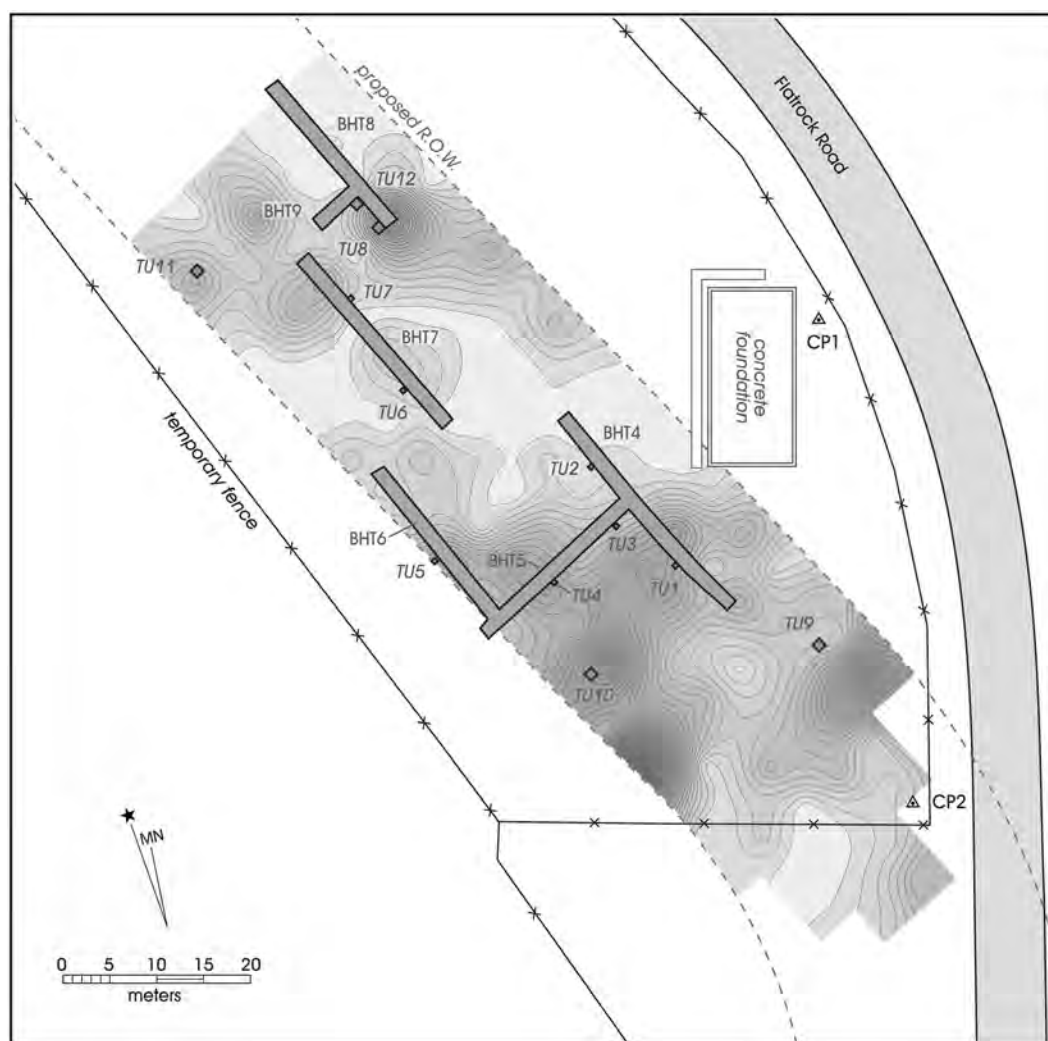 proposed R.O.W.
Flatrock Road
BHT8
TU12
BHT9
TU8
TU11
TU7
CP1
BHT7
concrete
foundation
TU6
BHT4
TU2
temporary fence
BHT6
TU3
BHT5
TU5
TU1
TU4
TU9
TU10
CP2
MN
0 5 10 15 20
meters